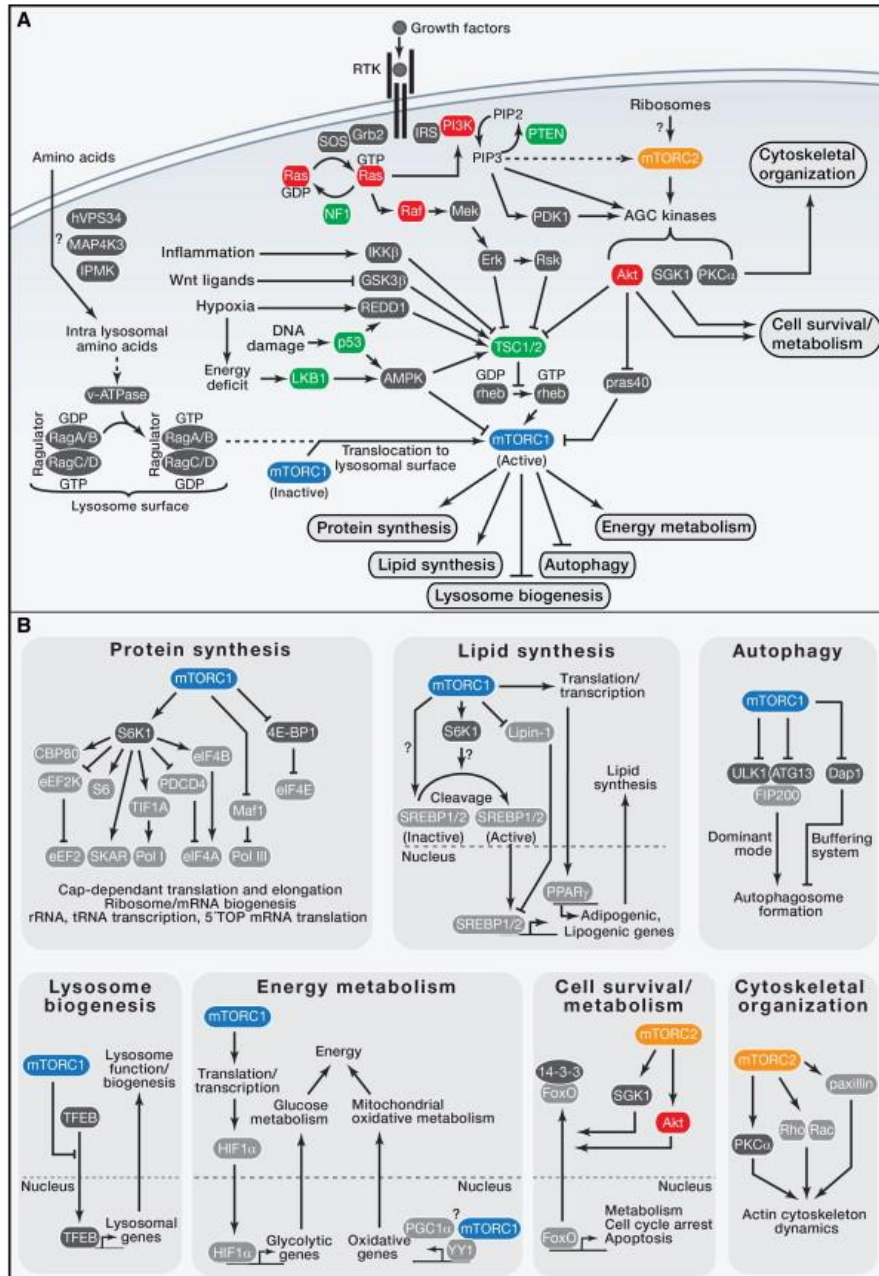 A
Growth factors
RTK
SOS
Grb2
IRS
PI3K
PIP2
PTEN
Ribosomes
?
mTORC2
Cytoskeletal
organization
Amino acids
Ras
GDP
GTP
Ras
PIP3
NF1
Raf
Mek
PDK1
AGC kinases
hVPS34
?
MAP4K3
IPMK
Inflammation
IKKβ
Erk
Rsk
Akt
SGK1
PKCα
Wnt ligands
GSK3β
Hypoxia
REDD1
Cell survival/
metabolism
Intra lysosomal
amino acids
DNA
damage
p53
TSC1/2
Energy
deficit
LKB1
AMPK
GDP
rheb
GTP
rheb
pras40
v-ATPase
Ragulator
GDP
RagA/B
RagC/D
GTP
Ragulator
GTP
RagA/B
RagC/D
GDP
Lysosome surface
mTORC1
(Inactive)
Translocation to
lysosomal surface
mTORC1
(Active)
Protein synthesis
Energy metabolism
Lipid synthesis
Autophagy
Lysosome biogenesis
B
Protein synthesis
mTORC1
S6K1
4E-BP1
CBP80
eIF4B
eEF2K
S6
PDCD4
eIF4E
TIF1A
Maf1
eEF2
SKAR
Pol I
eIF4A
Pol III
Cap-dependant translation and elongation
Ribosome/mRNA biogenesis
rRNA, tRNA transcription, 5´TOP mRNA translation
Lipid synthesis
mTORC1
Translation/
transcription
S6K1
Lipin-1
?
?
Lipid
synthesis
Cleavage
SREBP1/2
(Inactive)
SREBP1/2
(Active)
Nucleus
PPARγ
SREBP1/2
Adipogenic,
Lipogenic genes
Autophagy
mTORC1
ULK1
ATG13
Dap1
FIP200
Dominant
mode
Buffering
system
Autophagosome
formation
Lysosome
biogenesis
mTORC1
Lysosome
function/
biogenesis
TFEB
Nucleus
TFEB
Lysosomal
genes
Energy metabolism
mTORC1
Energy
Translation/
transcription
Glucose
metabolism
Mitochondrial
oxidative metabolism
HIF1α
Nucleus
HIF1α
Glycolytic
genes
Oxidative
genes
PGC1α
?
mTORC1
YY1
Cell survival/
metabolism
mTORC2
14-3-3
FoxO
SGK1
Akt
Nucleus
FoxO
Metabolism
Cell cycle arrest
Apoptosis
Cytoskeletal
organization
mTORC2
paxillin
PKCα
Rho
Rac
Actin cytoskeleton
dynamics